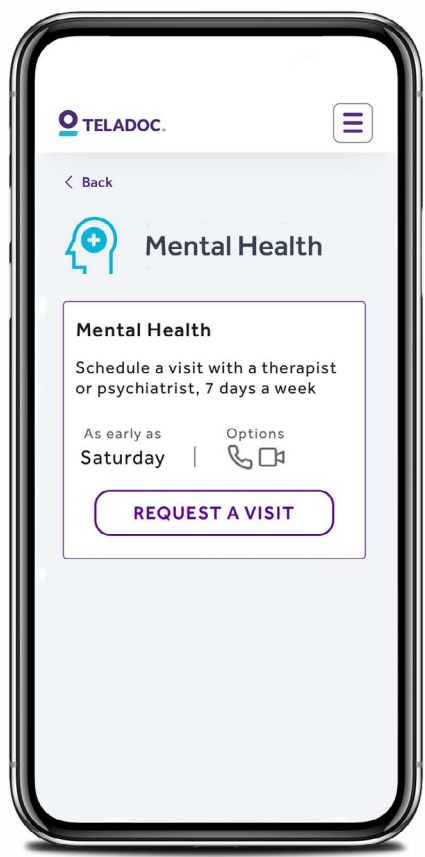 TELADOC.
Back
Mental Health
Mental Health
Schedule a visit with a therapist
or psychiatrist, 7 days a week
As early as
Options
Saturday
REQUEST A VISIT